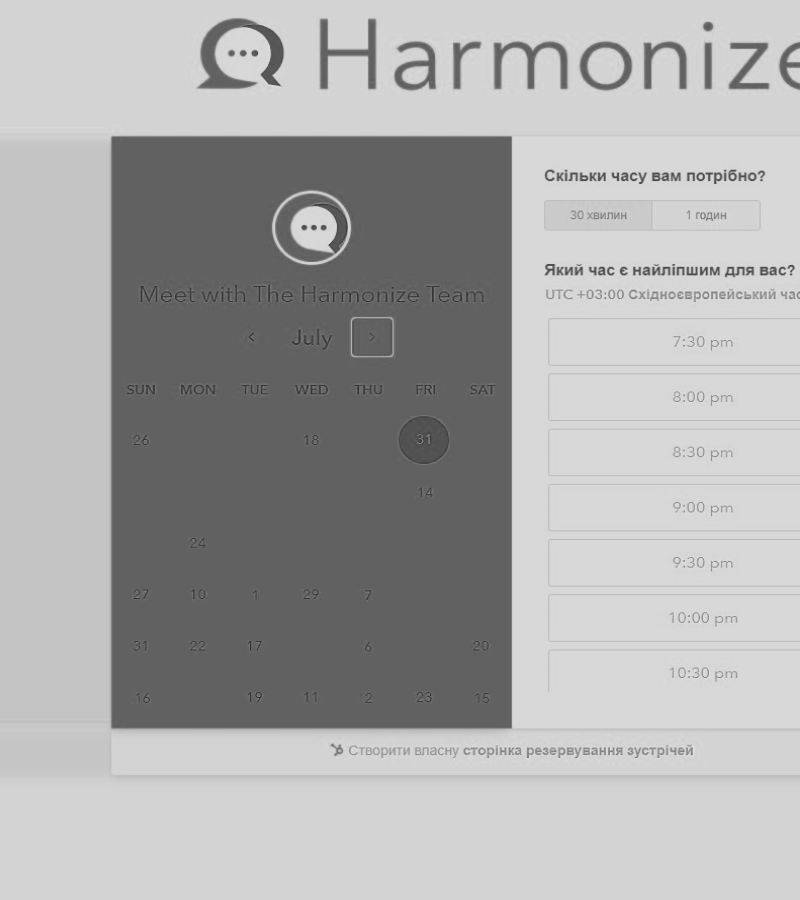 Harmonize
Meet with The Harmonize Team
July
SUN MON TUE WED THU FRI SAT
26 18 31
14
24
27 10 1 29 7
31 22 17 6 20
16 19 11 2 23 15
Скільки часу вам потрібно?
30 хвилин 1 годин
Який час є найліпшим для вас?
UTC +03:00 Східноєвропейський час
7:30 pm
8:00 pm
8:30 pm
9:00 pm
9:30 pm
10:00 pm
10:30 pm
Створити власну сторінка резервування зустрічей